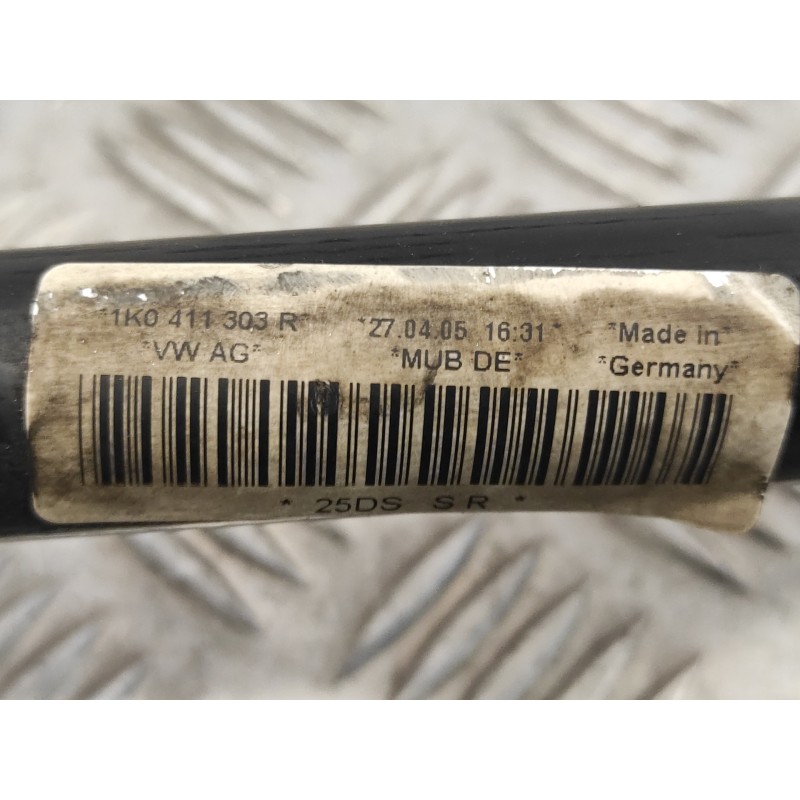 *1K0 411 303 R* *27.04.05 16:31* *Made in*
*VW AG* *MUB DE* *Germany*
* 25DS S R *